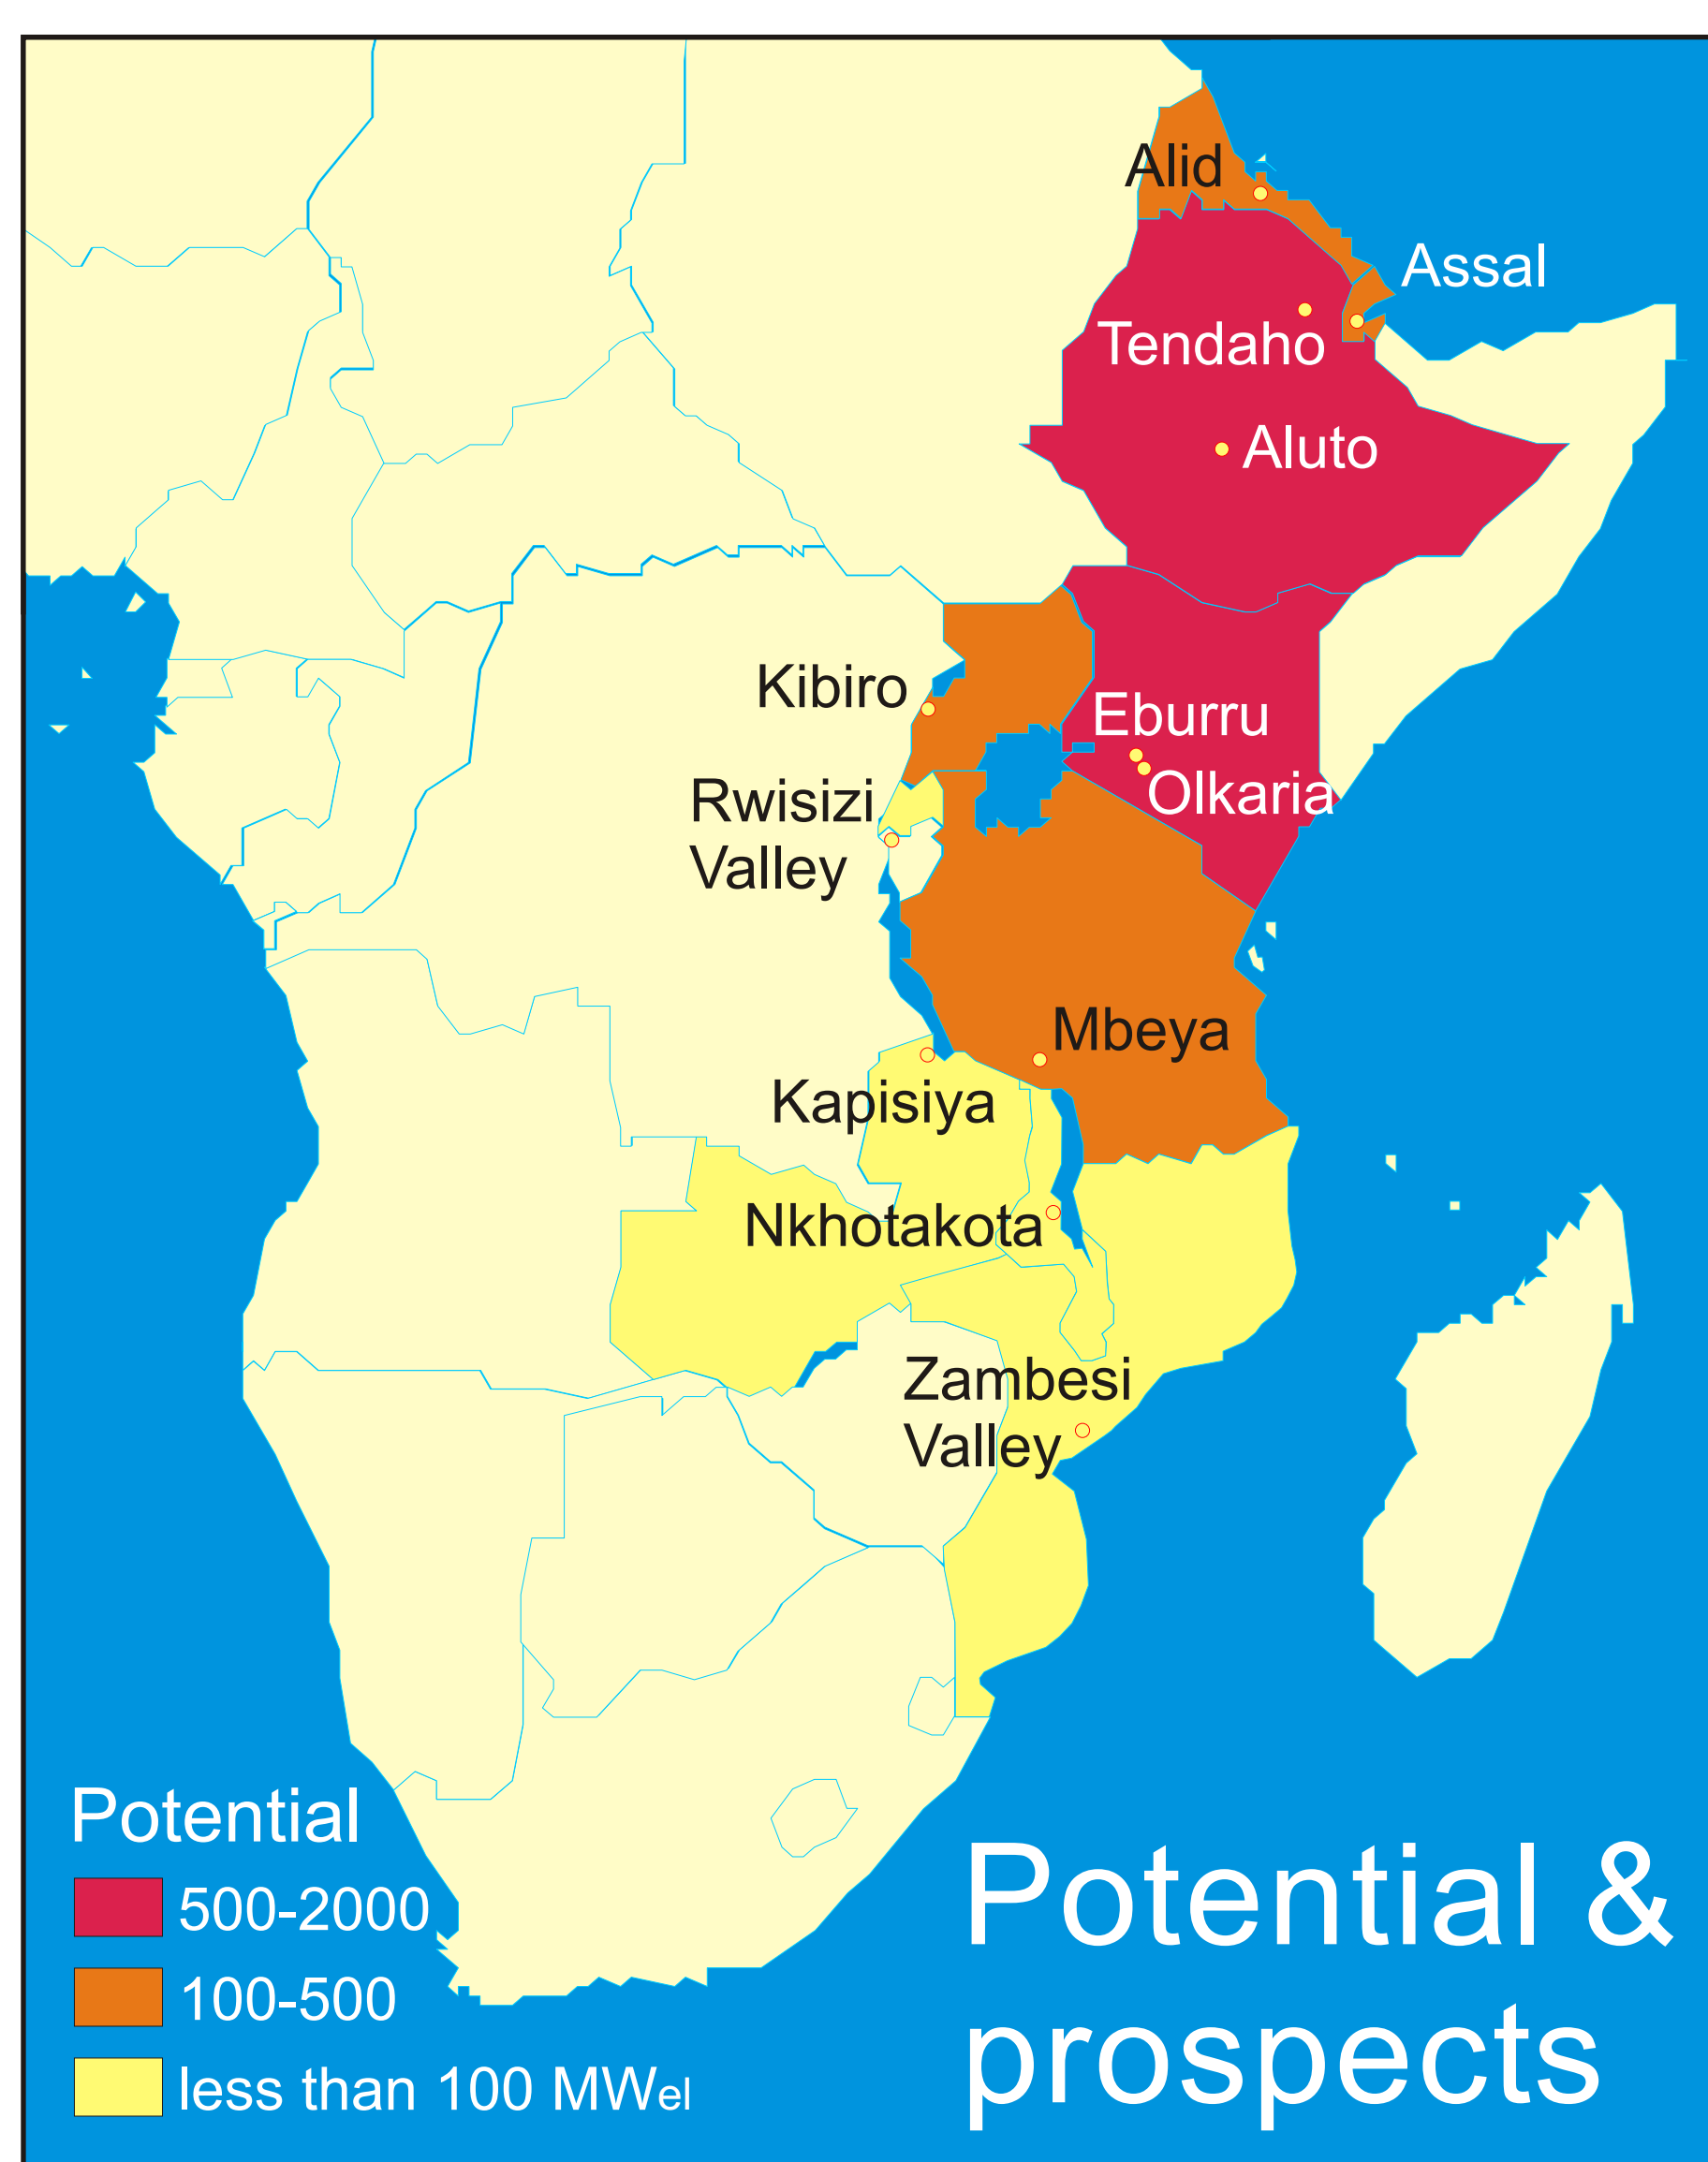 Alid
Assal
Tendaho
Aluto
Kibiro
Eburru
Rwisizi
Valley
Olkaria
Mbeya
Kapisiya
Nkhotakota
Zambesi
Valley
Potential
500-2000
100-500
less than 100 MWel
Potential &
prospects